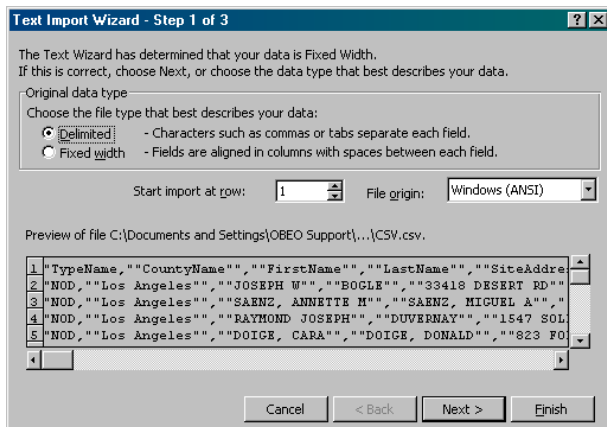 Text Import Wizard - Step 1 of 3
The Text Wizard has determined that your data is Fixed Width.
If this is correct, choose Next, or choose the data type that best describes your data.
Original data type
Choose the file type that best describes your data:
Delimited - Characters such as commas or tabs separate each field.
Fixed width - Fields are aligned in columns with spaces between each field.
Start import at row: 1 File origin: Windows (ANSI)
Preview of file C:\Documents and Settings\OBEO Support\...\CSV.csv.
1 "TypeName,""CountyName"",""FirstName"",""LastName"",""SiteAddre
2 "NOD,""Los Angeles"",""JOSEPH W"",""BOGLE"",""33418 DESERT RD""
3 "NOD,""Los Angeles"",""SAENZ, ANNETTE M"",""SAENZ, MIGUEL A"","
4 "NOD,""Los Angeles"",""RAYMOND JOSEPH"",""DUVERNAY"",""1547 SOL
5 "NOD,""Los Angeles"",""DOIGE, CARA"",""DOIGE, DONALD"",""823 FO
Cancel < Back Next > Finish